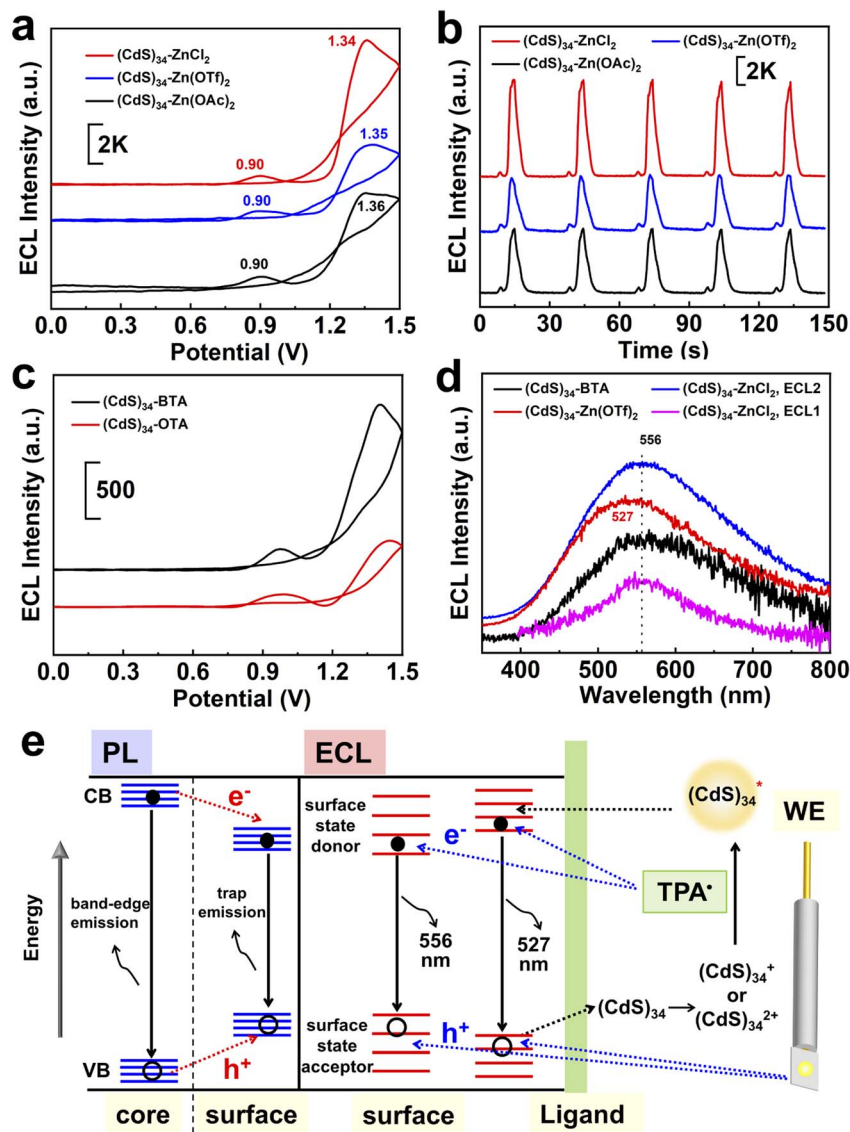 a
(CdS)34-ZnCl2
(CdS)34-Zn(OTf)2
(CdS)34-Zn(OAc)2
2K
1.34
0.90
1.35
0.90
1.36
0.90
ECL Intensity (a.u.)
0.0 0.3 0.6 0.9 1.2 1.5
Potential (V)
b
(CdS)34-ZnCl2 (CdS)34-Zn(OTf)2
(CdS)34-Zn(OAc)2
2K
ECL Intensity (a.u.)
0 30 60 90 120 150
Time (s)
c
(CdS)34-BTA
(CdS)34-OTA
500
ECL Intensity (a.u.)
0.0 0.3 0.6 0.9 1.2 1.5
Potential (V)
d
(CdS)34-BTA (CdS)34-ZnCl2, ECL2
(CdS)34-Zn(OTf)2 (CdS)34-ZnCl2, ECL1
556
527
ECL Intensity (a.u.)
400 500 600 700 800
Wavelength (nm)
e
PL
ECL
CB
e-
surface
state
donor
e-
(CdS)34*
WE
TPA•
Energy
band-edge
emission
trap
emission
556
nm
527
nm
(CdS)34
(CdS)34+
or
(CdS)342+
surface
state
acceptor
h+
VB
h+
core
surface
surface
Ligand